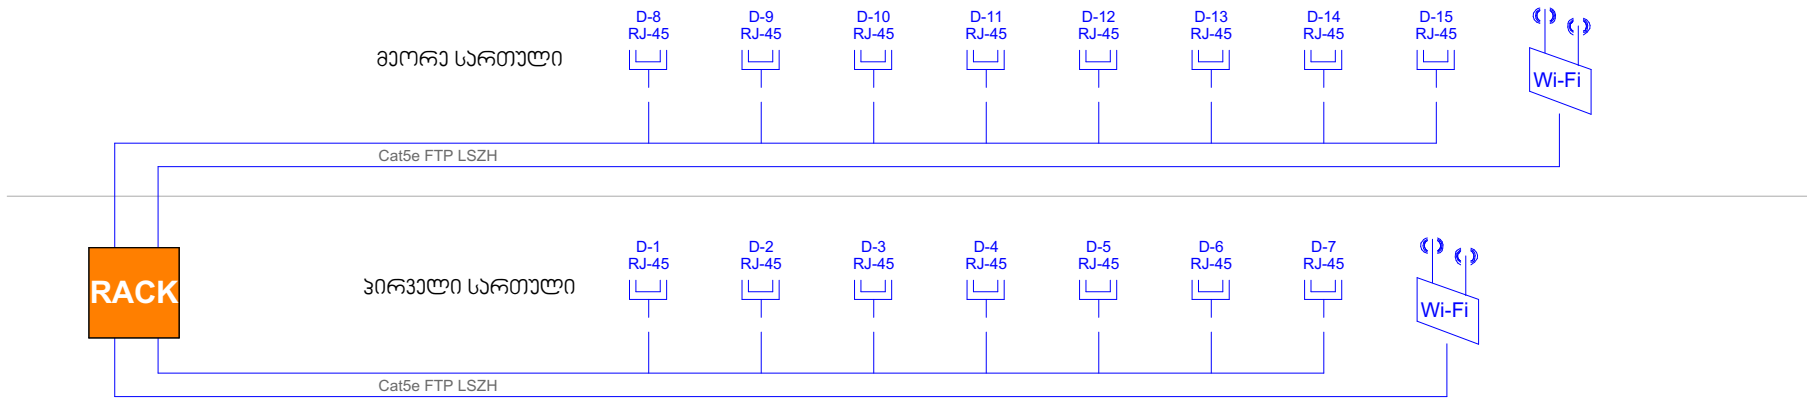 D-8 D-9 D-10 D-11 D-12 D-13 D-14 D-15
RJ-45 RJ-45 RJ-45 RJ-45 RJ-45 RJ-45 RJ-45 RJ-45
მეორე სართული
Wi-Fi
Cat5e FTP LSZH
D-1 D-2 D-3 D-4 D-5 D-6 D-7
RJ-45 RJ-45 RJ-45 RJ-45 RJ-45 RJ-45 RJ-45
RACK
პირველი სართული
Wi-Fi
Cat5e FTP LSZH